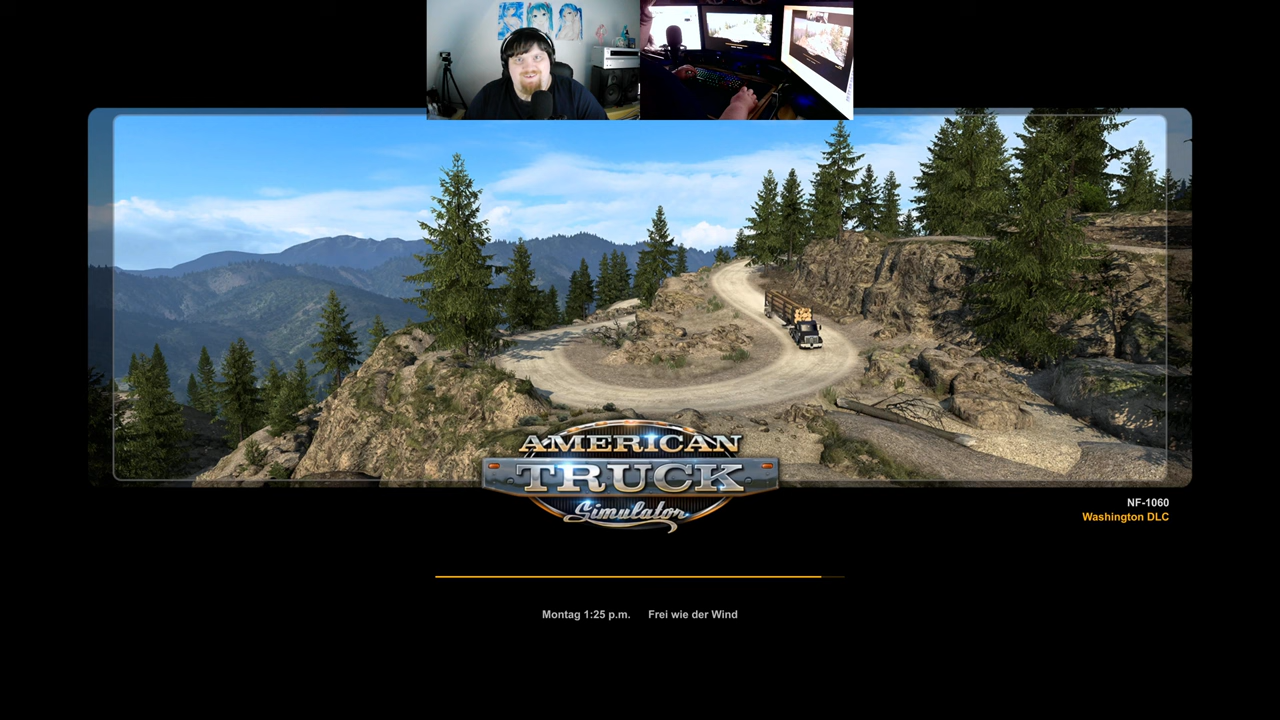 AMERICAN
TRUCK
Simulator
NF-1060
Washington DLC
Montag 1:25 p.m. Frei wie der Wind